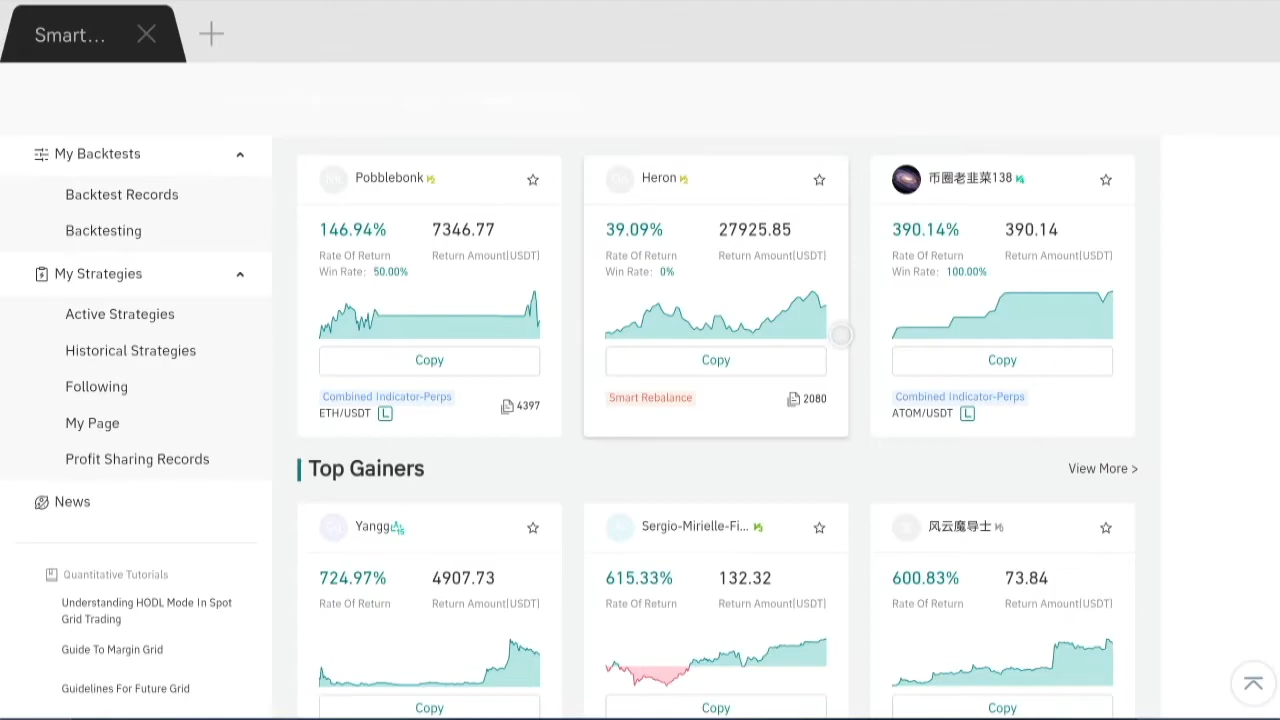 Smart...
My Backtests
Backtest Records
Backtesting
My Strategies
Active Strategies
Historical Strategies
Following
My Page
Profit Sharing Records
News
Quantitative Tutorials
Understanding HODL Mode In Spot
Grid Trading
Guide To Margin Grid
Guidelines For Future Grid
Pobblebonk
146.94% 7346.77
Rate Of Return Return Amount(USDT)
Win Rate: 50.00%
Copy
Combined Indicator-Perps
ETH/USDT L
4397
Heron
39.09% 27925.85
Rate Of Return Return Amount(USDT)
Win Rate: 0%
Copy
Smart Rebalance
2080
币圈老韭菜138
390.14% 390.14
Rate Of Return Return Amount(USDT)
Win Rate: 100.00%
Copy
Combined Indicator-Perps
ATOM/USDT L
Top Gainers
View More >
Yangg
724.97% 4907.73
Rate Of Return Return Amount(USDT)
Copy
Sergio-Mirielle-Fi...
615.33% 132.32
Rate Of Return Return Amount(USDT)
Copy
风云魔导士
600.83% 73.84
Rate Of Return Return Amount(USDT)
Copy